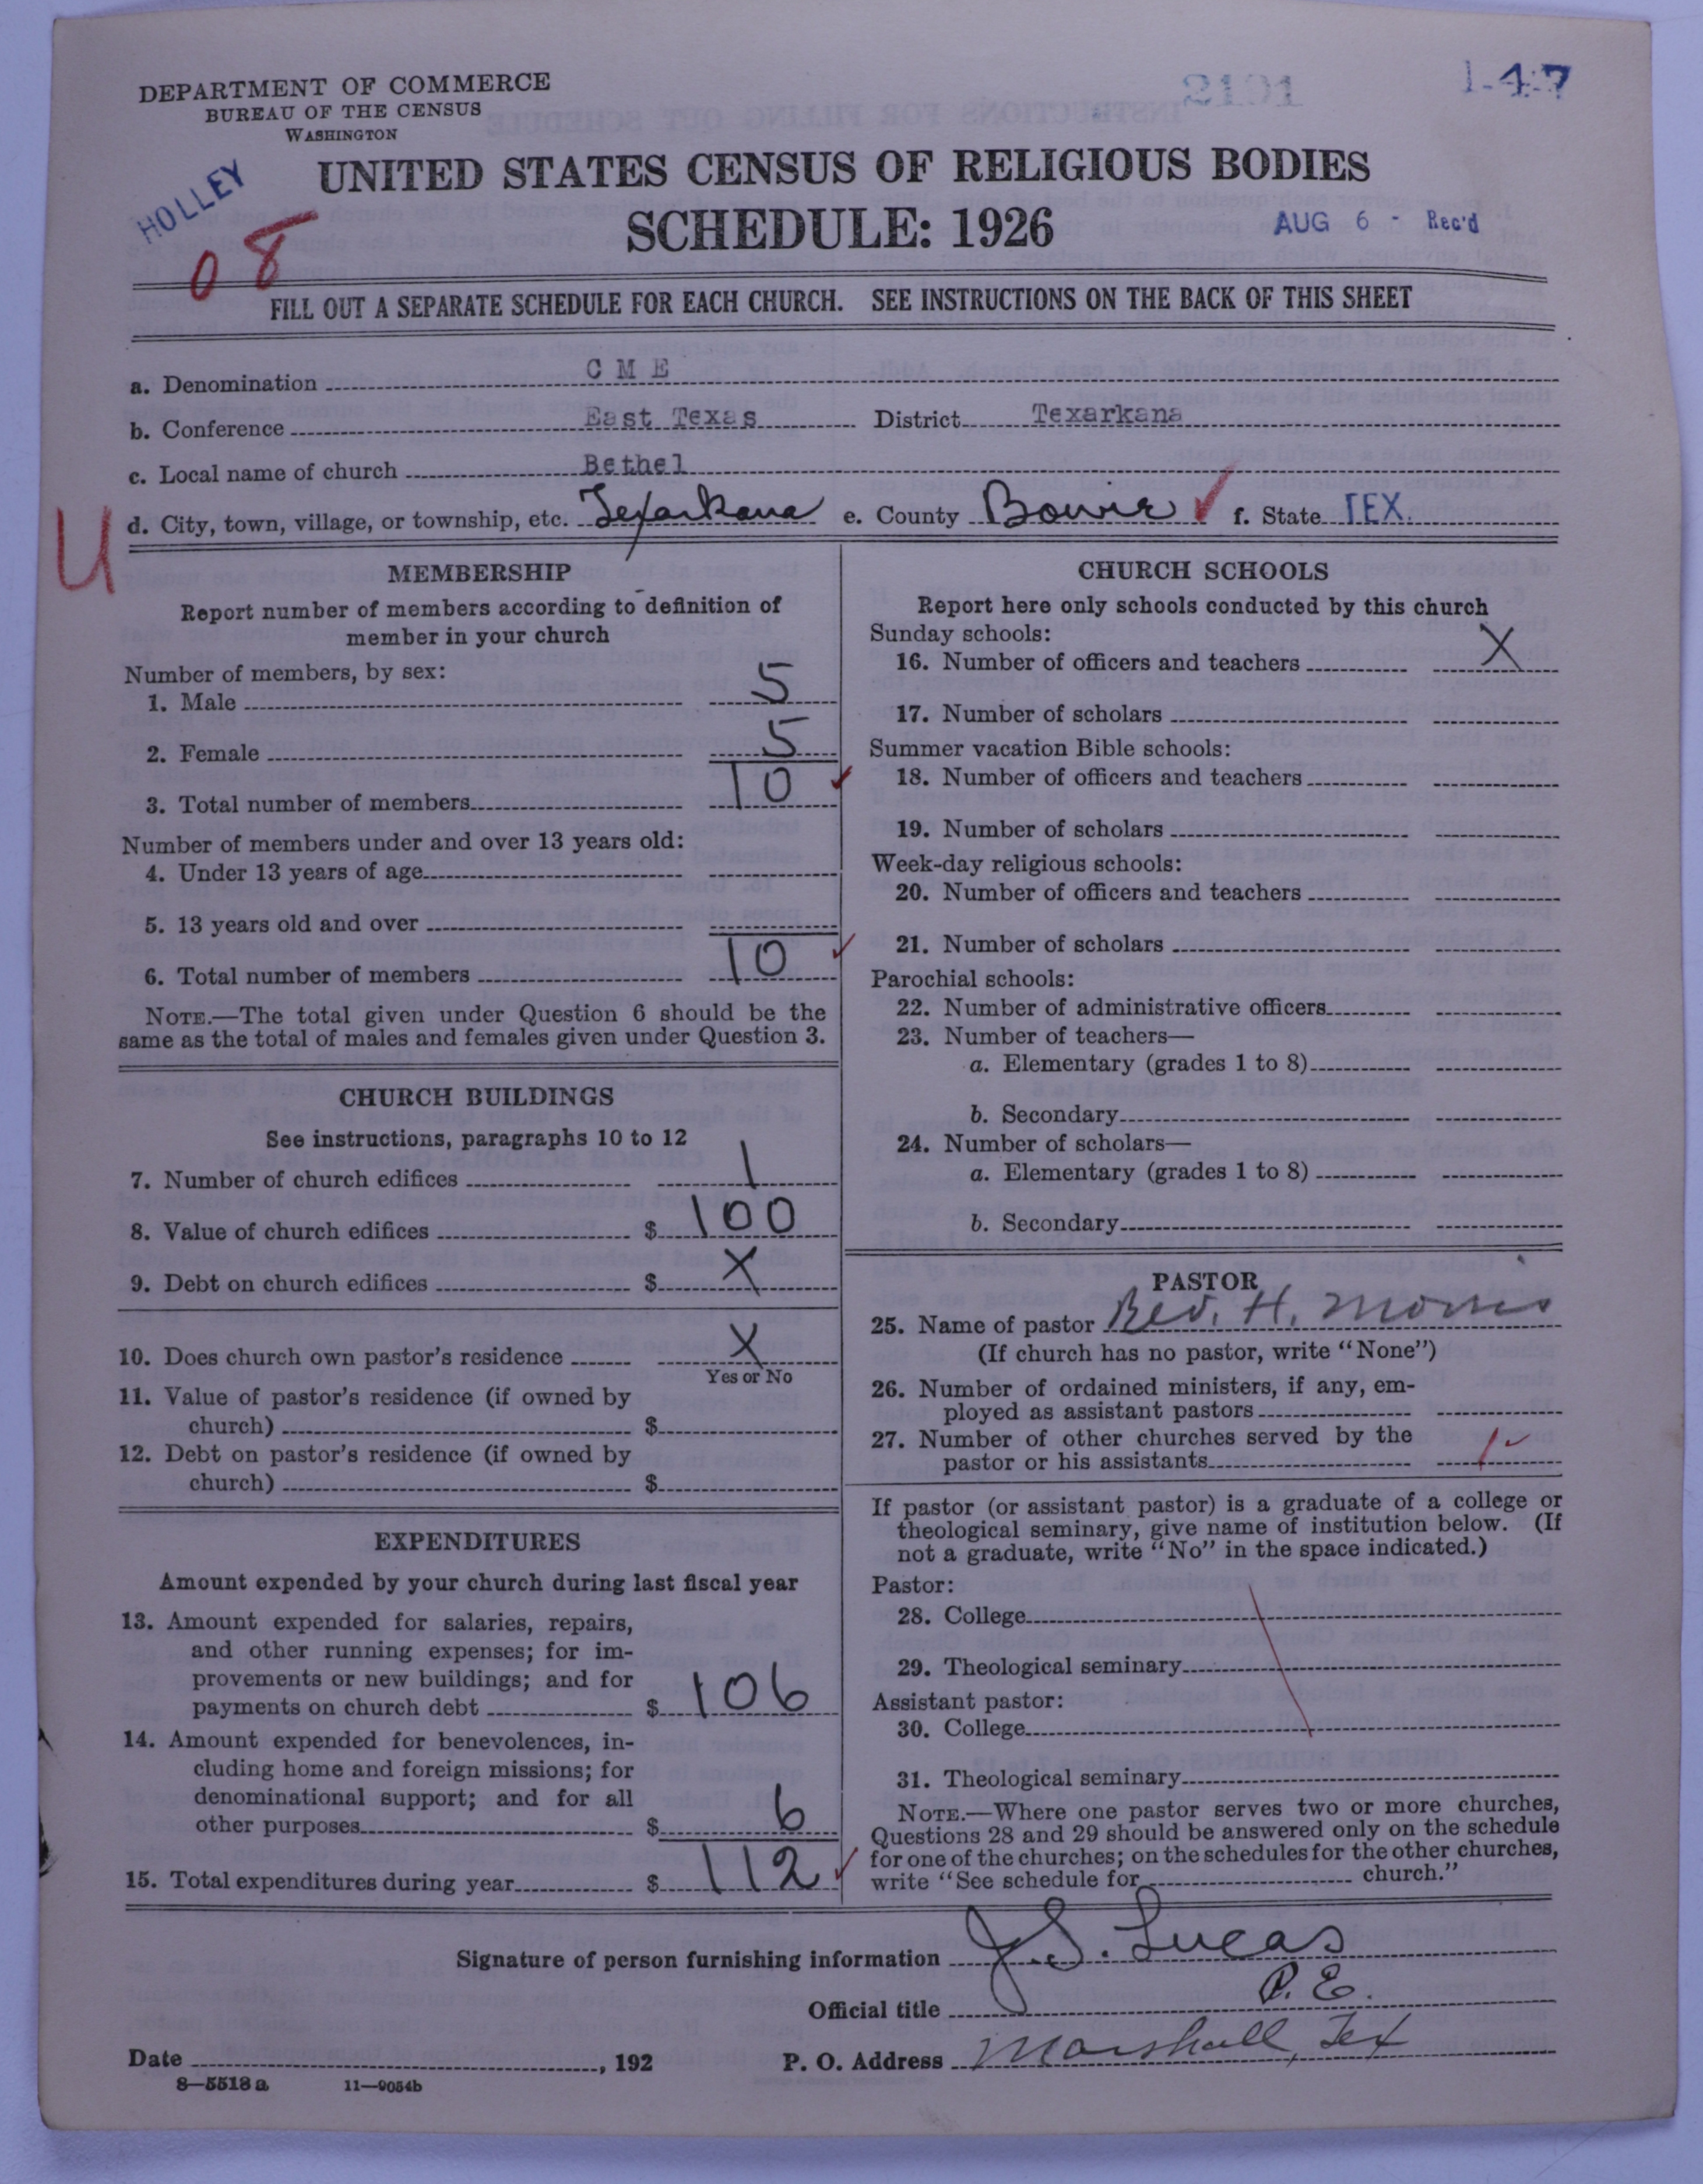 DEPARTMENT OF COMMERCE
BUREAU OF THE CENSUS
WASHINGTON
2101
1-47
HOLLEY
08
UNITED STATES CENSUS OF RELIGIOUS BODIES
SCHEDULE: 1926
AUG 6 - Rec'd
FILL OUT A SEPARATE SCHEDULE FOR EACH CHURCH. SEE INSTRUCTIONS ON THE BACK OF THIS SHEET
a. Denomination C M E
b. Conference East Texas District Texarkana
c. Local name of church Bethel
U
d. City, town, village, or township, etc. Texarkana e. County Bowie ✓ f. State TEX.
MEMBERSHIP
Report number of members according to definition of
member in your church
Number of members, by sex:
1. Male 5
2. Female 5
3. Total number of members 10 ✓
Number of members under and over 13 years old:
4. Under 13 years of age
5. 13 years old and over
6. Total number of members 10 ✓
NOTE.—The total given under Question 6 should be the
same as the total of males and females given under Question 3.
CHURCH BUILDINGS
See instructions, paragraphs 10 to 12
7. Number of church edifices 1
8. Value of church edifices $ 100
9. Debt on church edifices $ X
10. Does church own pastor's residence X
Yes or No
11. Value of pastor's residence (if owned by
church) $
12. Debt on pastor's residence (if owned by
church) $
EXPENDITURES
Amount expended by your church during last fiscal year
13. Amount expended for salaries, repairs,
and other running expenses; for im-
provements or new buildings; and for
payments on church debt $ 106
14. Amount expended for benevolences, in-
cluding home and foreign missions; for
denominational support; and for all
other purposes $ 6
15. Total expenditures during year $ 112 ✓
CHURCH SCHOOLS
Report here only schools conducted by this church
Sunday schools:
16. Number of officers and teachers X
17. Number of scholars
Summer vacation Bible schools:
18. Number of officers and teachers
19. Number of scholars
Week-day religious schools:
20. Number of officers and teachers
21. Number of scholars
Parochial schools:
22. Number of administrative officers
23. Number of teachers—
a. Elementary (grades 1 to 8)
b. Secondary
24. Number of scholars—
a. Elementary (grades 1 to 8)
b. Secondary
PASTOR
25. Name of pastor Rev. H. Morris
(If church has no pastor, write "None")
26. Number of ordained ministers, if any, em-
ployed as assistant pastors
27. Number of other churches served by the
pastor or his assistants 1 ✓
If pastor (or assistant pastor) is a graduate of a college or
theological seminary, give name of institution below. (If
not a graduate, write "No" in the space indicated.)
Pastor:
28. College
29. Theological seminary
Assistant pastor:
30. College
31. Theological seminary
NOTE.—Where one pastor serves two or more churches,
Questions 28 and 29 should be answered only on the schedule
for one of the churches; on the schedules for the other churches,
write "See schedule for church."
Signature of person furnishing information J. S. Lucas
Official title P. E.
Date , 192 P. O. Address Marshall, Tex
8—5518 a 11—9054b